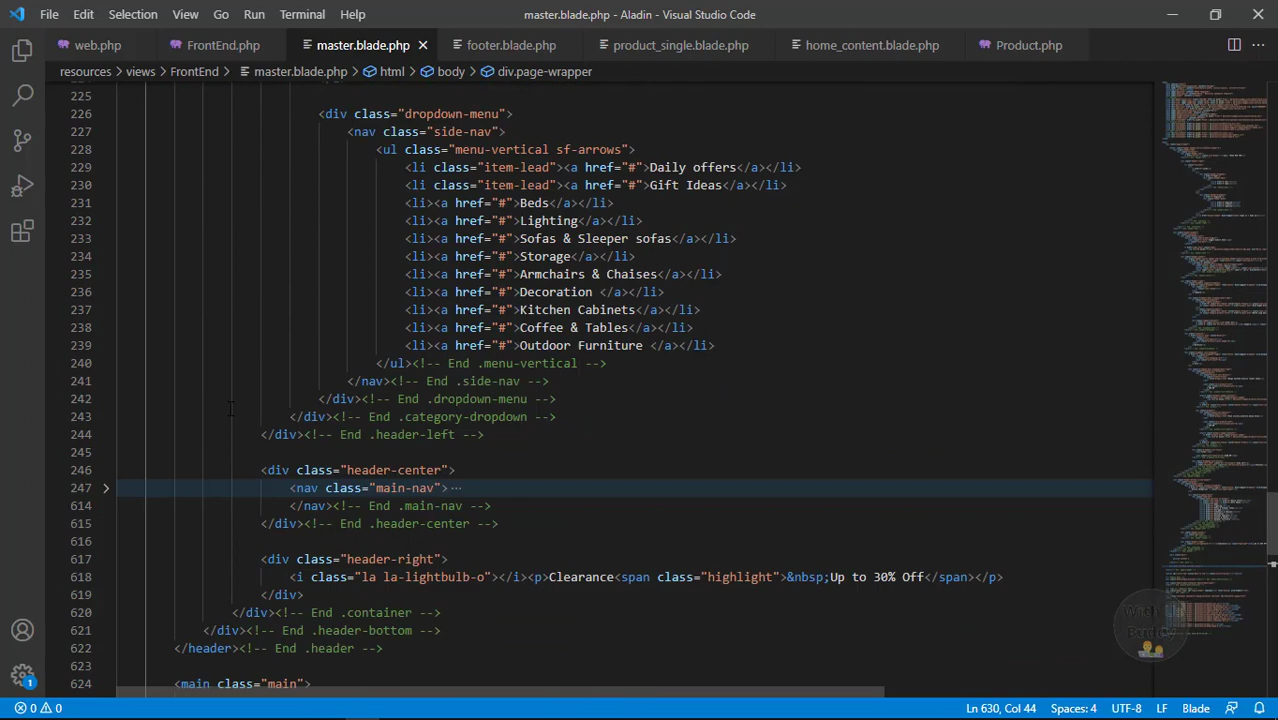 File Edit Selection View Go Run Terminal Help
master.blade.php - Aladin - Visual Studio Code
web.php FrontEnd.php master.blade.php footer.blade.php product_single.blade.php home_content.blade.php Product.php
resources > views > FrontEnd > master.blade.php > html > body > div.page-wrapper
225
226 <div class="dropdown-menu">
227 <nav class="side-nav">
228 <ul class="menu-vertical sf-arrows">
229 <li class="item-lead"><a href="#">Daily offers</a></li>
230 <li class="item-lead"><a href="#">Gift Ideas</a></li>
231 <li><a href="#">Beds</a></li>
232 <li><a href="#">Lighting</a></li>
233 <li><a href="#">Sofas & Sleeper sofas</a></li>
234 <li><a href="#">Storage</a></li>
235 <li><a href="#">Armchairs & Chaises</a></li>
236 <li><a href="#">Decoration </a></li>
237 <li><a href="#">Kitchen Cabinets</a></li>
238 <li><a href="#">Coffee & Tables</a></li>
239 <li><a href="#">Outdoor Furniture </a></li>
240 </ul><!-- End .menu-vertical -->
241 </nav><!-- End .side-nav -->
242 </div><!-- End .dropdown-menu -->
243 </div><!-- End .category-dropdown -->
244 </div><!-- End .header-left -->
245
246 <div class="header-center">
247 <nav class="main-nav"> ···
614 </nav><!-- End .main-nav -->
615 </div><!-- End .header-center -->
616
617 <div class="header-right">
618 <i class="la la-lightbulb-o"></i><p>Clearance<span class="highlight">&nbsp;Up to 30% Off</span></p>
619 </div>
620 </div><!-- End .container -->
621 </div><!-- End .header-bottom -->
622 </header><!-- End .header -->
623
624 <main class="main">
1
0 0 Ln 630, Col 44 Spaces: 4 UTF-8 LF Blade